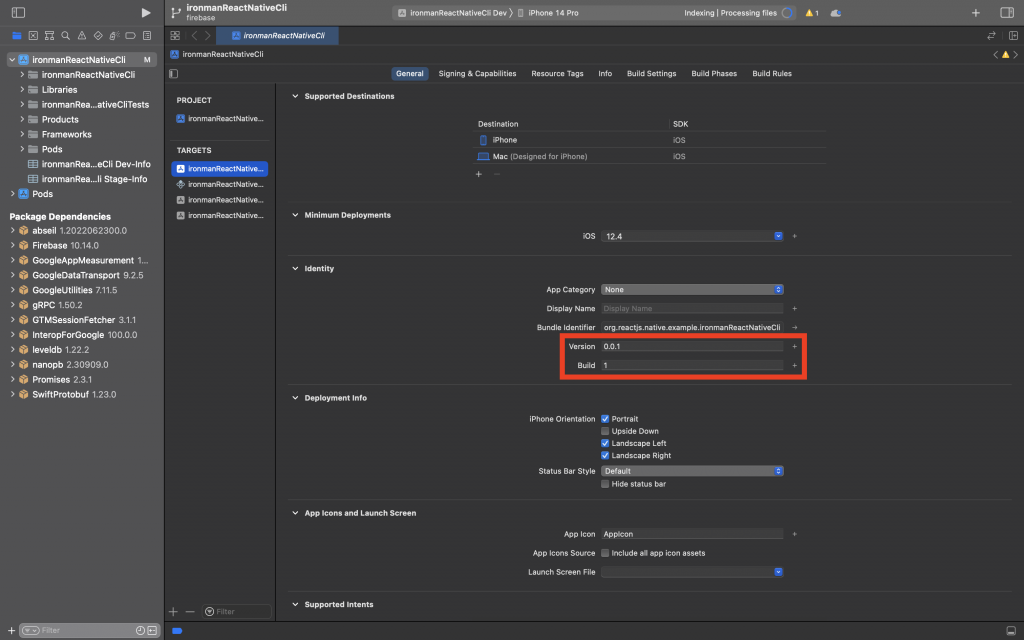 ironmanReactNativeCli
firebase
ironmanReactNativeCli Dev
iPhone 14 Pro
Indexing | Processing files
1
ironmanReactNativeCli
ironmanReactNativeCli
ironmanReactNativeCli M
ironmanReactNativeCli
Libraries
ironmanRea...ativeCliTests
Products
Frameworks
Pods
ironmanRea...eCli Dev-Info
ironmanRea...li Stage-Info
Pods
Package Dependencies
abseil 1.2022062300.0
Firebase 10.14.0
GoogleAppMeasurement 1...
GoogleDataTransport 9.2.5
GoogleUtilities 7.11.5
gRPC 1.50.2
GTMSessionFetcher 3.1.1
InteropForGoogle 100.0.0
leveldb 1.22.2
nanopb 2.30909.0
Promises 2.3.1
SwiftProtobuf 1.23.0
Filter
General
Signing & Capabilities
Resource Tags
Info
Build Settings
Build Phases
Build Rules
PROJECT
ironmanReactNative...
TARGETS
ironmanReactNative...
ironmanReactNative...
ironmanReactNative...
ironmanReactNative...
Filter
Supported Destinations
Destination SDK
iPhone iOS
Mac (Designed for iPhone) iOS
Minimum Deployments
iOS 12.4
Identity
App Category None
Display Name Display Name
Bundle Identifier org.reactjs.native.example.ironmanReactNativeCli
Version 0.0.1
Build 1
Deployment Info
iPhone Orientation Portrait
Upside Down
Landscape Left
Landscape Right
Status Bar Style Default
Hide status bar
App Icons and Launch Screen
App Icon AppIcon
App Icons Source Include all app icon assets
Launch Screen File
Supported Intents